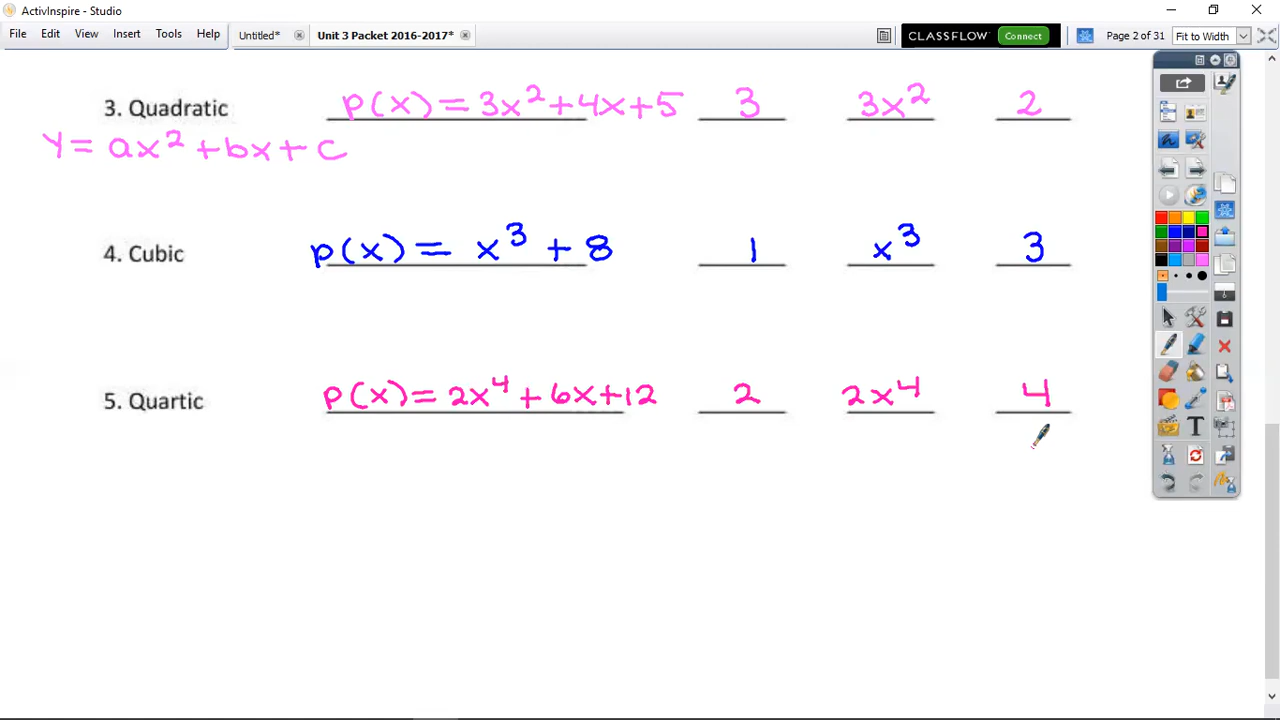 ActivInspire - Studio
File Edit View Insert Tools Help Untitled* Unit 3 Packet 2016-2017* CLASSFLOW Connect Page 2 of 31 Fit to Width
3. Quadratic p(x) = 3x² + 4x + 5 3 3x² 2
Y = ax² + bx + c
4. Cubic p(x) = x³ + 8 1 x³ 3
5. Quartic p(x) = 2x⁴ + 6x + 12 2 2x⁴ 4